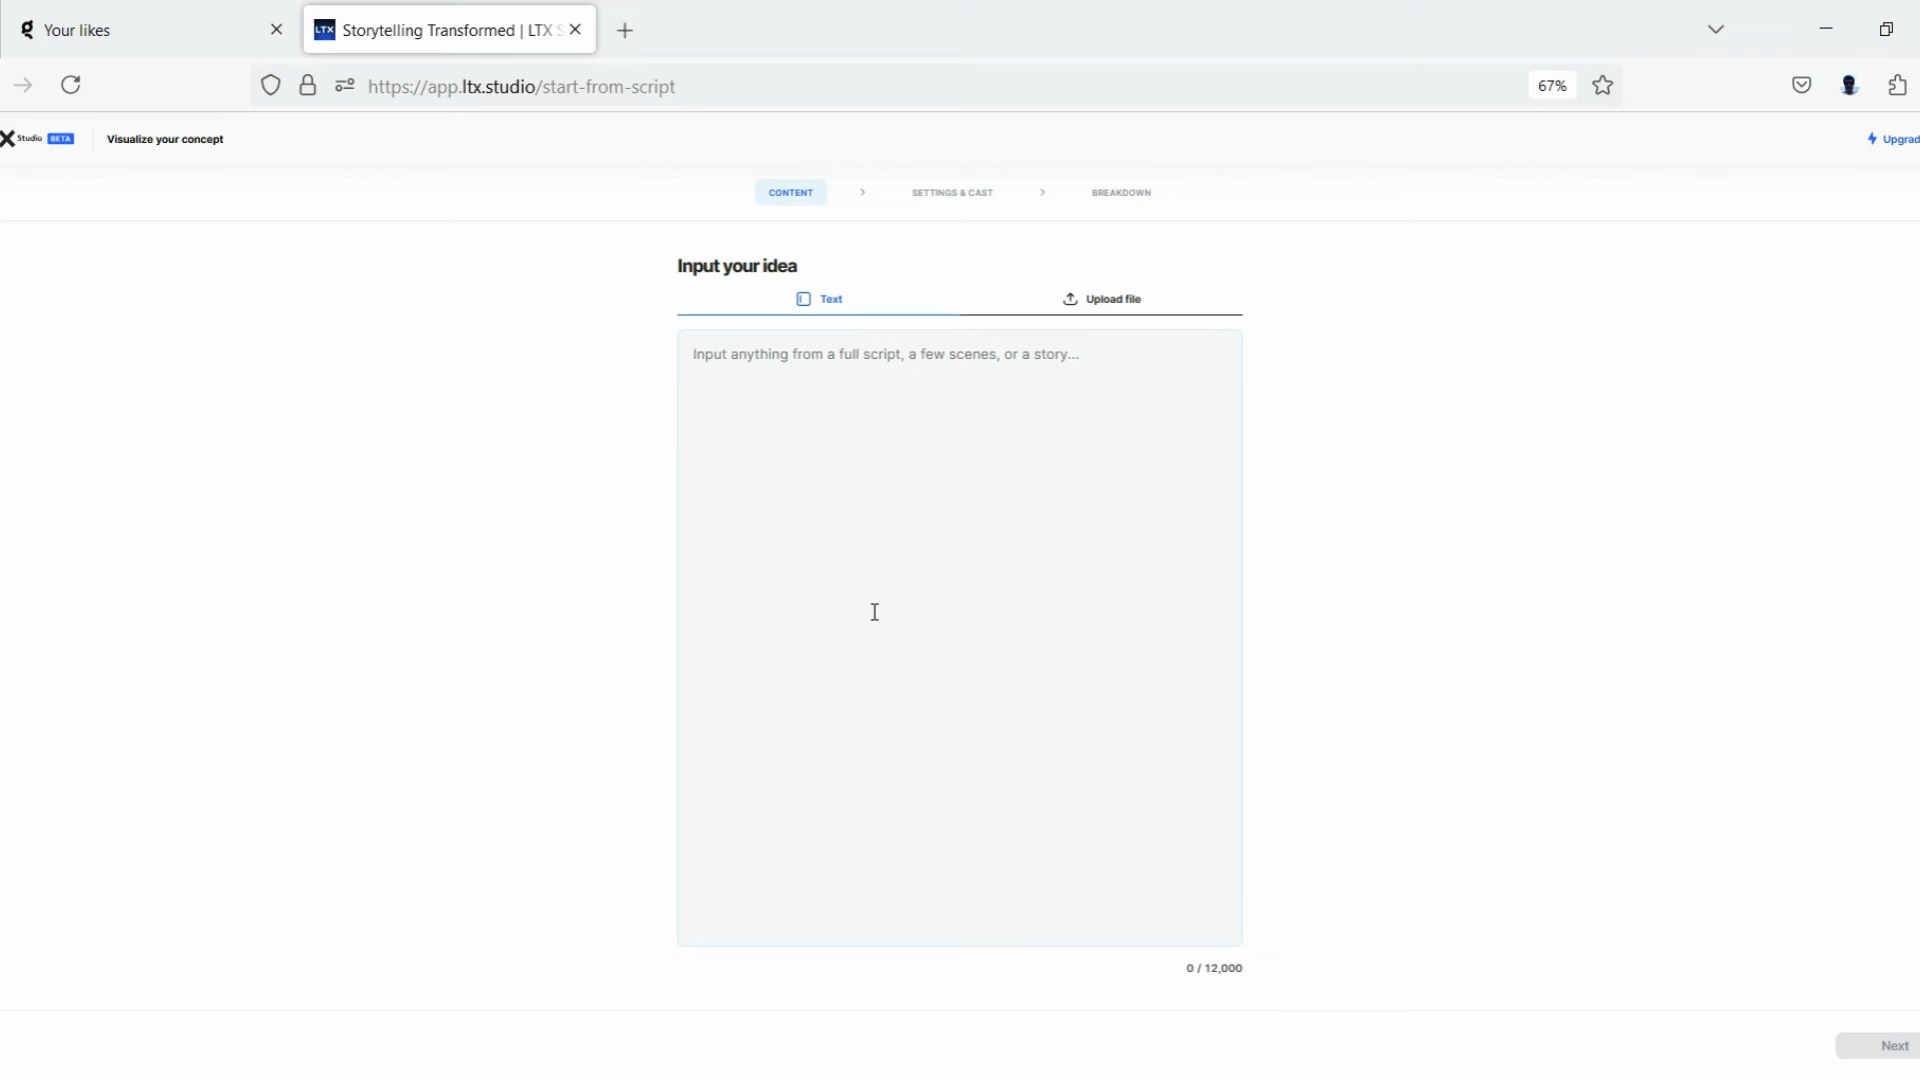 Your likes
LTX Storytelling Transformed | LTX S
https://app.ltx.studio/start-from-script
67%
X Studio BETA
Visualize your concept
Upgrad
CONTENT
SETTINGS & CAST
BREAKDOWN
Input your idea
Text
Upload file
Input anything from a full script, a few scenes, or a story...
0 / 12,000
Next